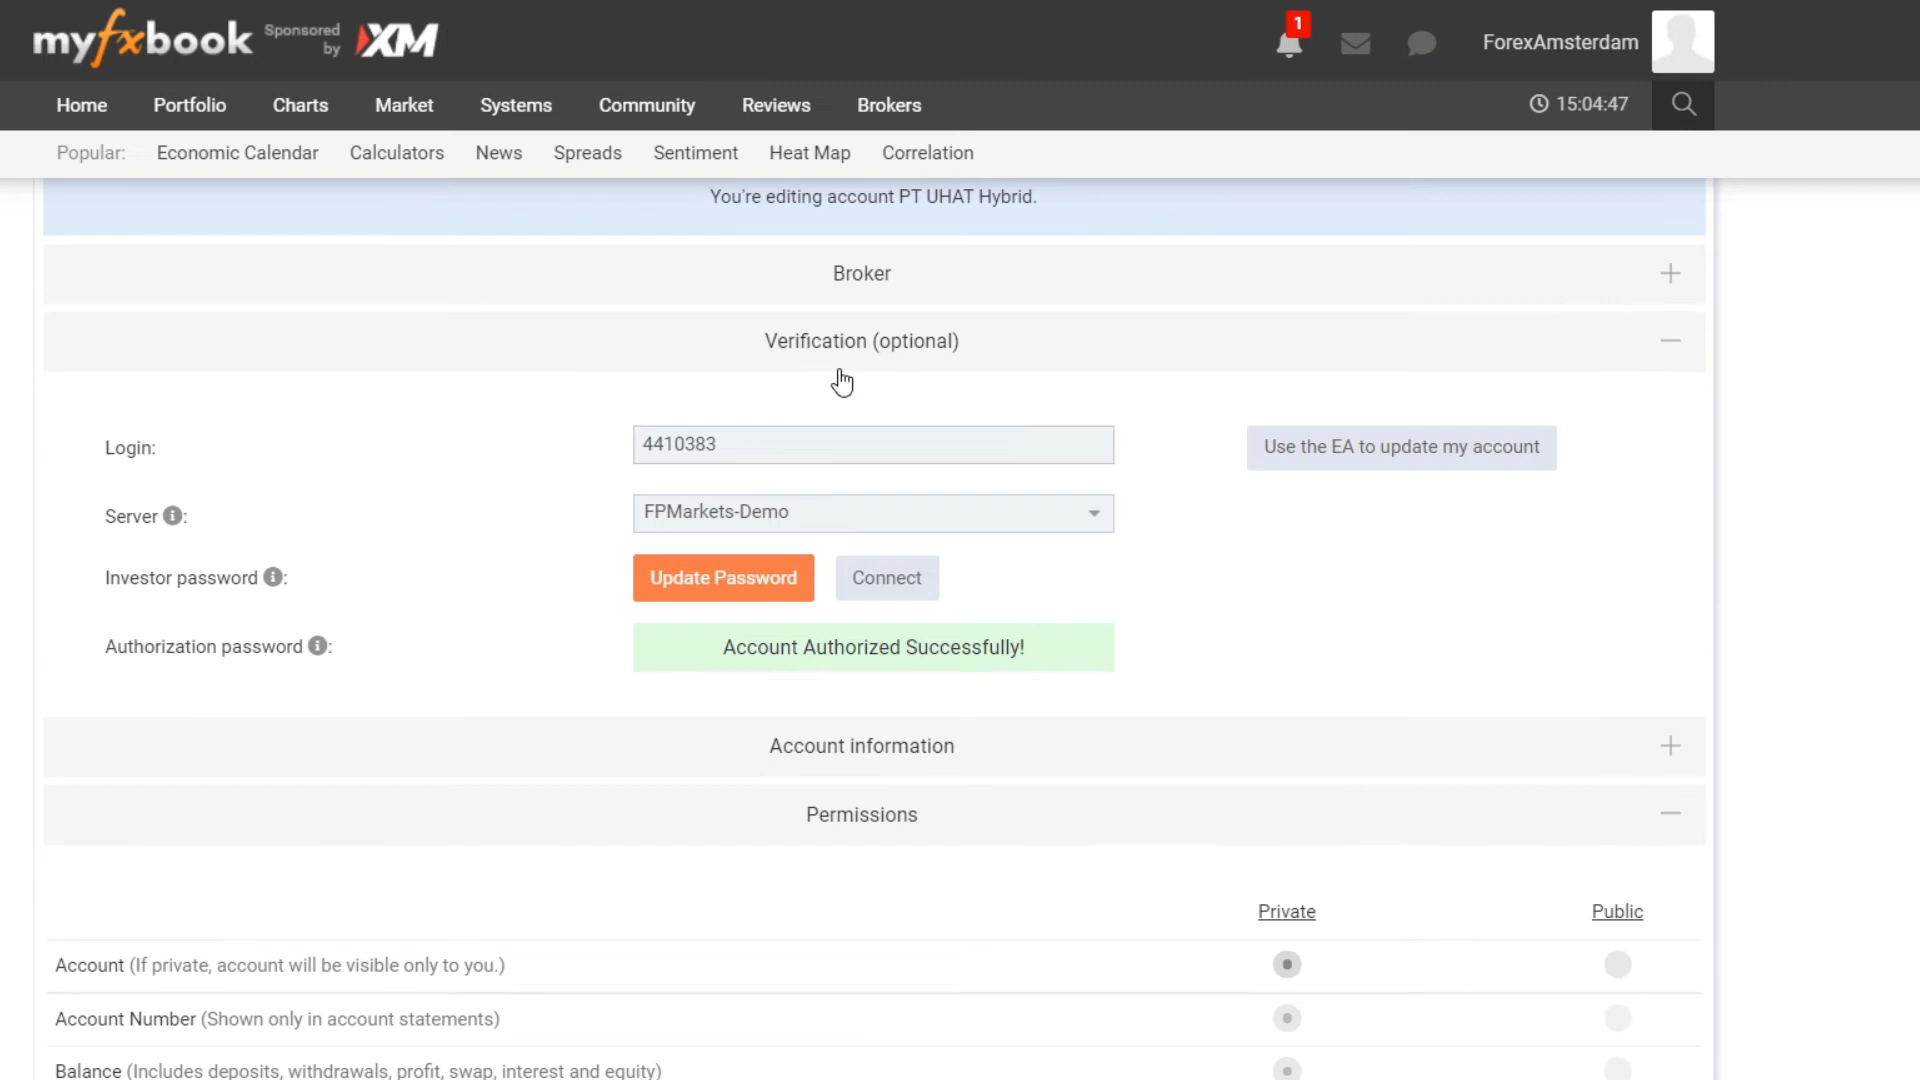 myfxbook Sponsored by XM
1
ForexAmsterdam
Home Portfolio Charts Market Systems Community Reviews Brokers 15:04:47
Popular: Economic Calendar Calculators News Spreads Sentiment Heat Map Correlation
You're editing account PT UHAT Hybrid.
Broker
Verification (optional)
Login: 4410383 Use the EA to update my account
Server : FPMarkets-Demo
Investor password : Update Password Connect
Authorization password : Account Authorized Successfully!
Account information
Permissions
Private Public
Account (If private, account will be visible only to you.)
Account Number (Shown only in account statements)
Balance (Includes deposits, withdrawals, profit, swap, interest and equity)